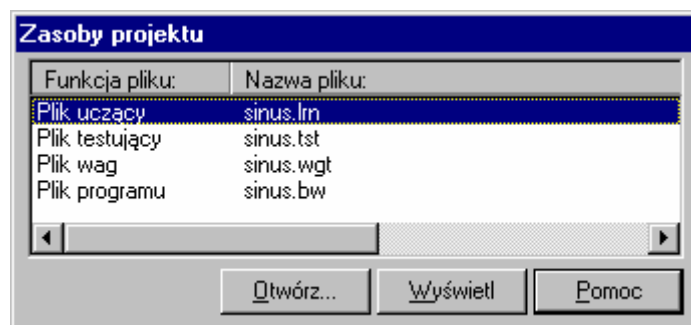 Zasoby projektu
Funkcja pliku: Nazwa pliku:
Plik uczący sinus.lrn
Plik testujący sinus.tst
Plik wag sinus.wgt
Plik programu sinus.bw
Otwórz... Wyświetl Pomoc